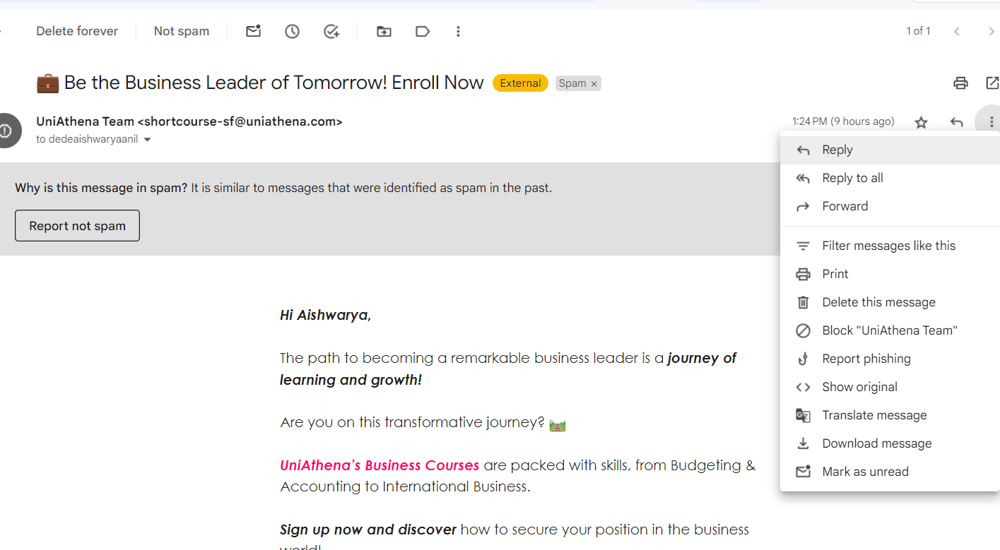 Delete forever
Not spam
1 of 1
Be the Business Leader of Tomorrow! Enroll Now
External
Spam ×
UniAthena Team <shortcourse-sf@uniathena.com>
1:24 PM (9 hours ago)
to dedeaishwaryaanil
Why is this message in spam? It is similar to messages that were identified as spam in the past.
Report not spam
Hi Aishwarya,
The path to becoming a remarkable business leader is a journey of
learning and growth!
Are you on this transformative journey?
UniAthena’s Business Courses are packed with skills, from Budgeting &
Accounting to International Business.
Sign up now and discover how to secure your position in the business
world!
Reply
Reply to all
Forward
Filter messages like this
Print
Delete this message
Block "UniAthena Team"
Report phishing
Show original
Translate message
Download message
Mark as unread